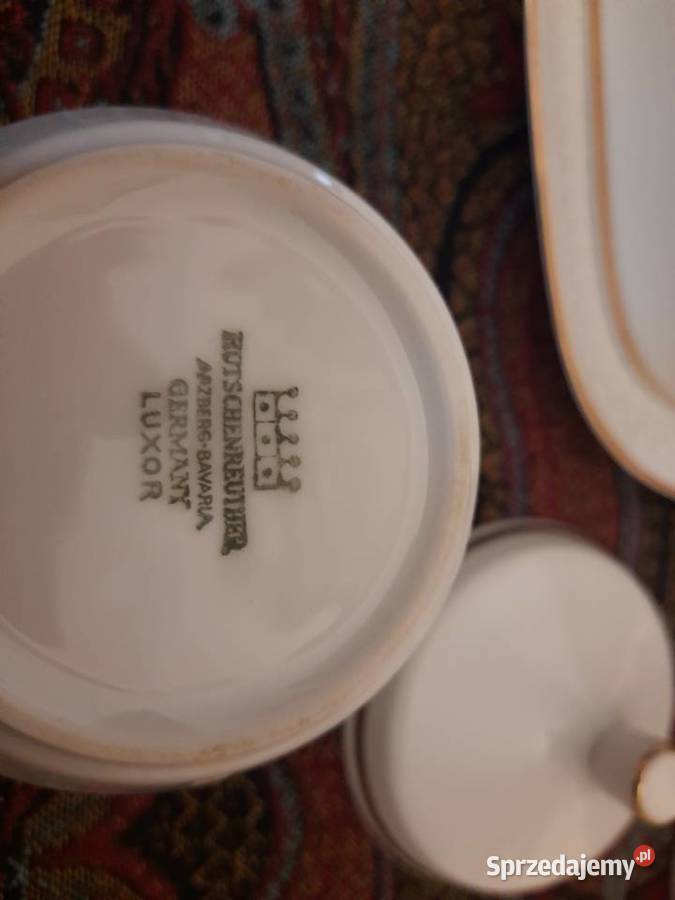 HUTSCHENREUTHER
ARZBERG·BAVARIA
GERMANY
LUXOR
Sprzedajemy.pl